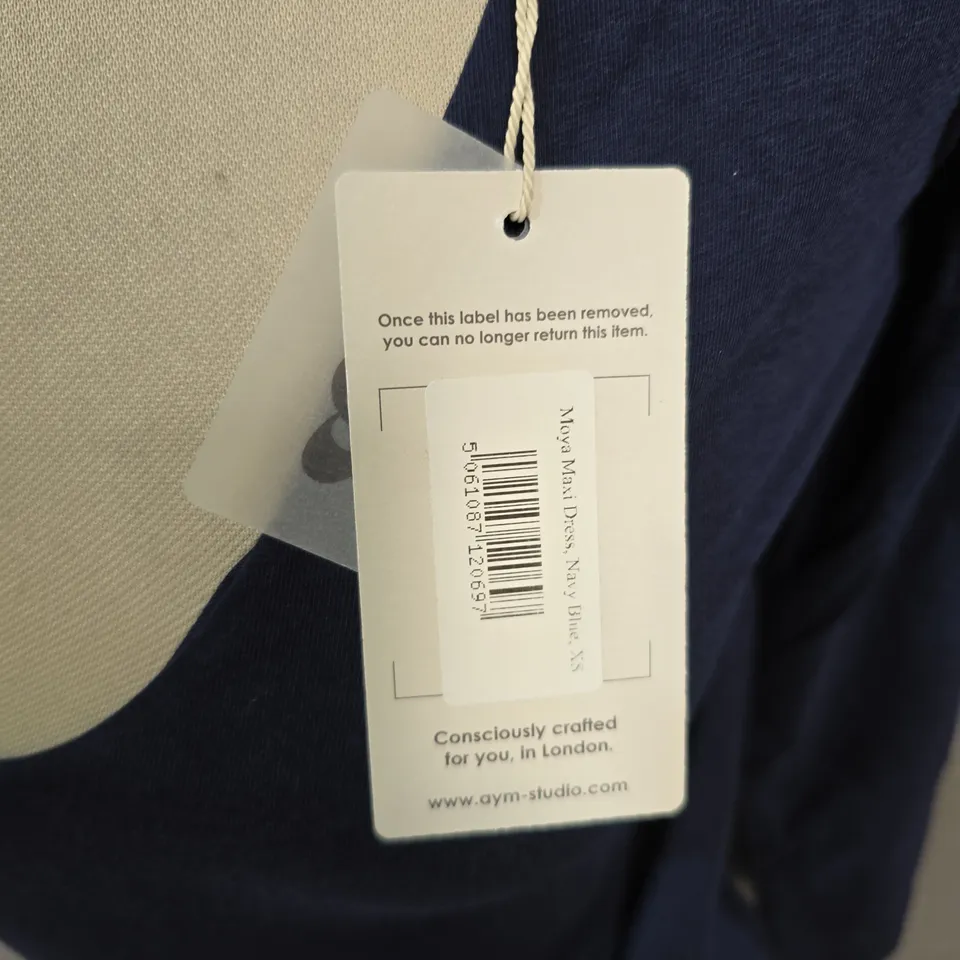 Once this label has been removed,
you can no longer return this item.
Moya Maxi Dress, Navy Blue, XS
5 061087 120697
Consciously crafted
for you, in London.
www.aym-studio.com